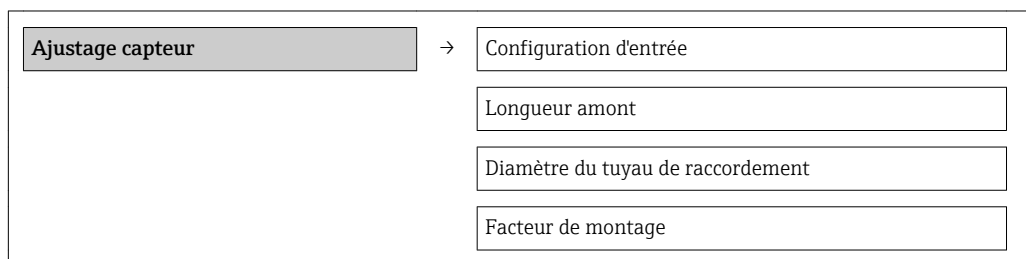 Ajustage capteur → Configuration d'entrée
Longueur amont
Diamètre du tuyau de raccordement
Facteur de montage